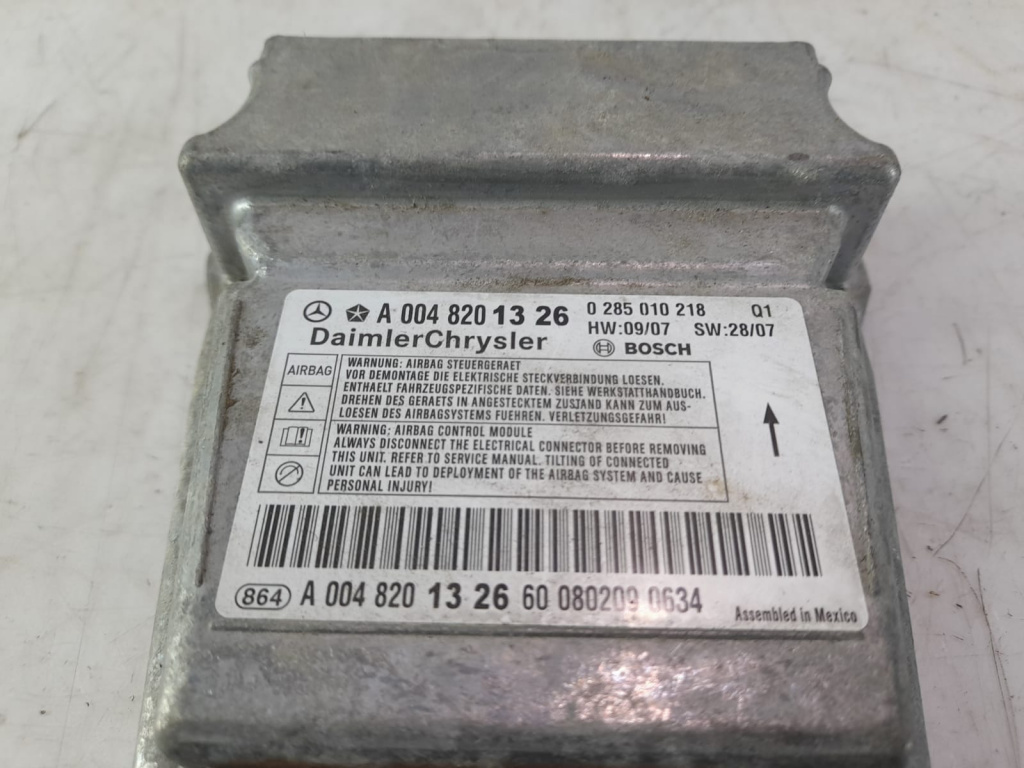 A 004 820 13 26 0 285 010 218 Q1
DaimlerChrysler HW:09/07 SW:28/07
BOSCH
AIRBAG
WARNUNG: AIRBAG STEUERGERAET
VOR DEMONTAGE DIE ELEKTRISCHE STECKVERBINDUNG LOESEN.
ENTHAELT FAHRZEUGSPEZIFISCHE DATEN. SIEHE WERKSTATTHANDBUCH.
DREHEN DES GERAETS IN ANGESTECKTEM ZUSTAND KANN ZUM AUS-
LOESEN DES AIRBAGSYSTEMS FUEHREN. VERLETZUNGSGEFAHR!
WARNING: AIRBAG CONTROL MODULE
ALWAYS DISCONNECT THE ELECTRICAL CONNECTOR BEFORE REMOVING
THIS UNIT. REFER TO SERVICE MANUAL. TILTING OF CONNECTED
UNIT CAN LEAD TO DEPLOYMENT OF THE AIRBAG SYSTEM AND CAUSE
PERSONAL INJURY!
864 A 004 820 13 26 60 080209 0634
Assembled in Mexico